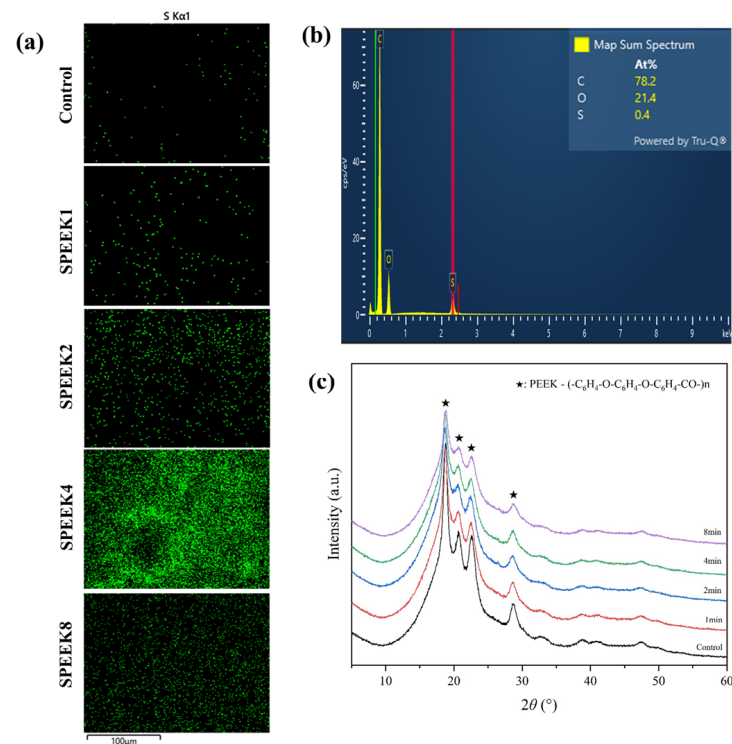 (a)
S Kα1
Control
SPEEK1
SPEEK2
SPEEK4
SPEEK8
100μm
(b)
cps/eV
60
40
20
0
C
O
S
0 1 2 3 4 5 6 7 8 9 keV
Map Sum Spectrum
At%
C 78.2
O 21.4
S 0.4
Powered by Tru-Q®
(c)
★: PEEK - (-C₆H₄-O-C₆H₄-O-C₆H₄-CO-)n
Intensity (a.u.)
8min
4min
2min
1min
Control
10 20 30 40 50 60
2θ (°)